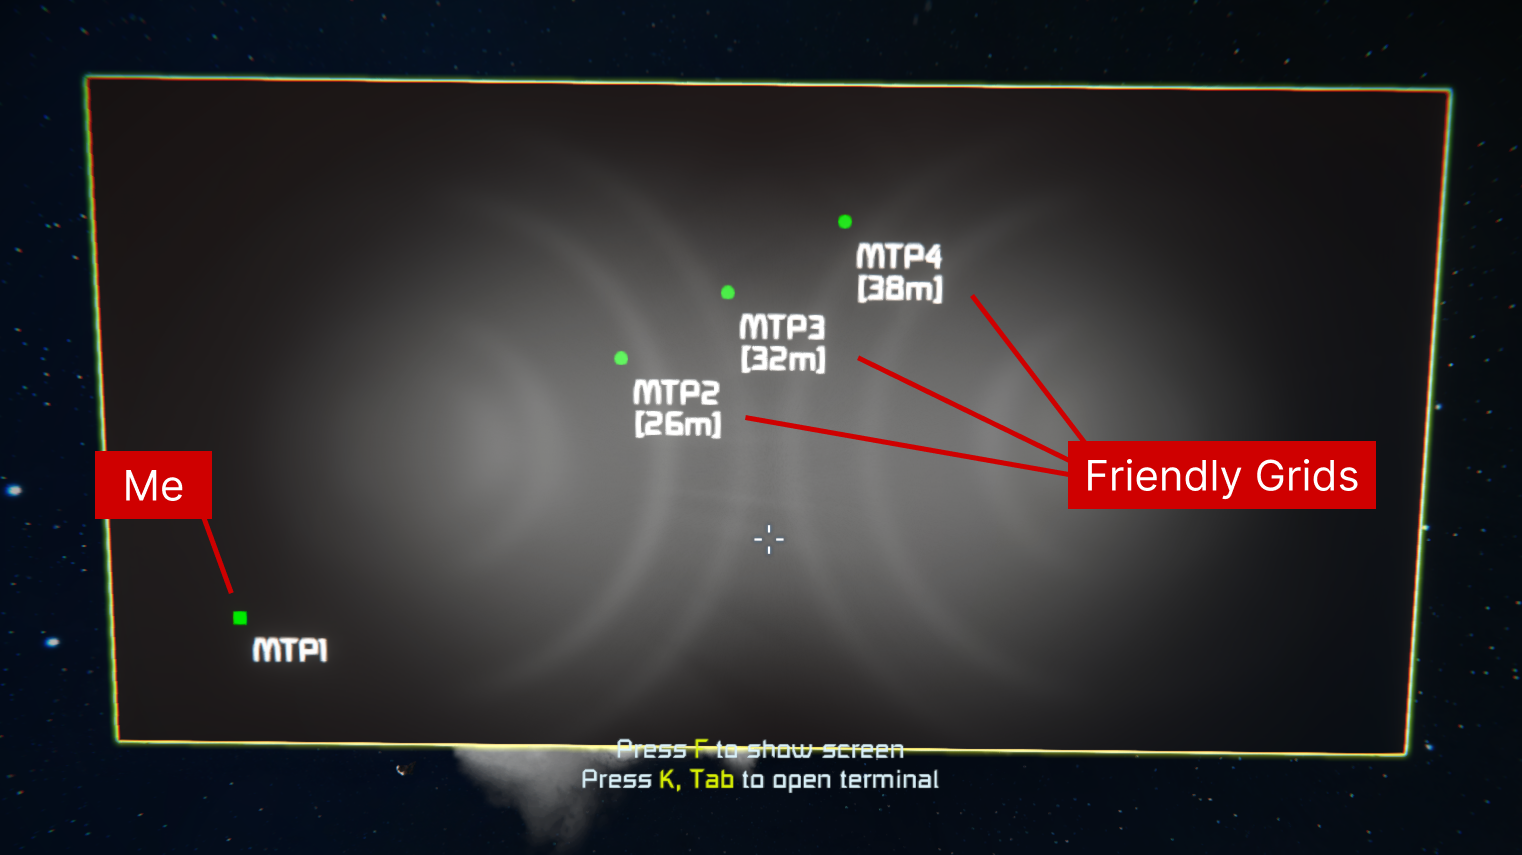 MTP4
[38m]
MTP3
[32m]
MTP2
[26m]
Me
Friendly Grids
MTP1
Press F to show screen
Press K, Tab to open terminal